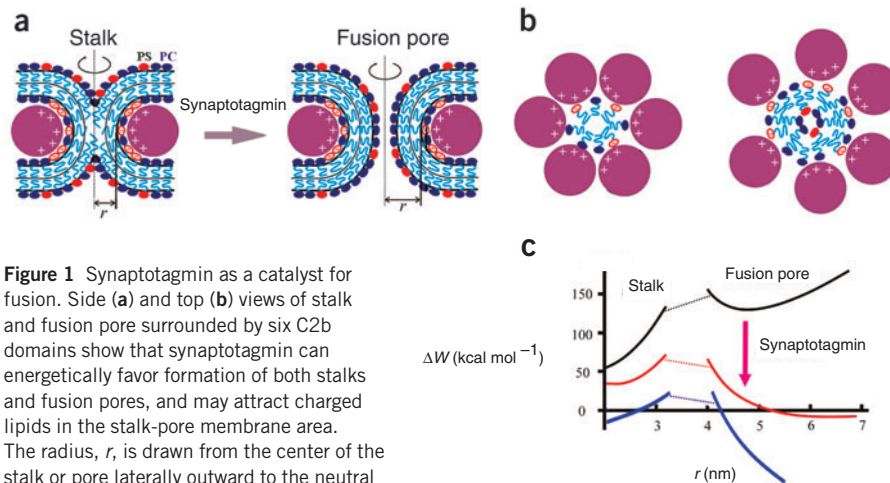 a
Stalk
PS PC
Synaptotagmin
Fusion pore
r
r
b
+ + +
+ + +
+ + +
+ + +
+ + +
+ + +
+ + +
+ + +
+ + +
+ + +
+ + +
+ + +
Figure 1 Synaptotagmin as a catalyst for
fusion. Side (a) and top (b) views of stalk
and fusion pore surrounded by six C2b
domains show that synaptotagmin can
energetically favor formation of both stalks
and fusion pores, and may attract charged
lipids in the stalk-pore membrane area.
The radius, r, is drawn from the center of the
stalk or pore laterally outward to the neutral
c
Stalk
Fusion pore
Synaptotagmin
ΔW (kcal mol⁻¹)
150
100
50
0
3 4 5 6 7
r (nm)